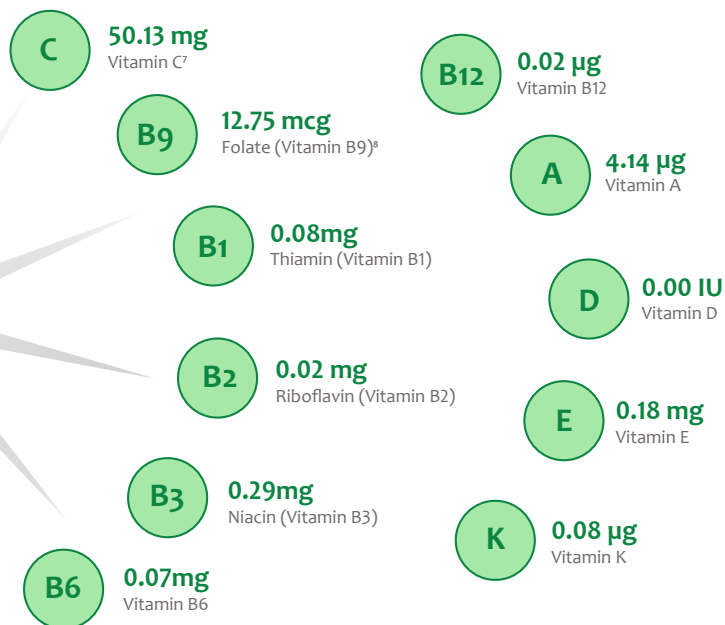 C
50.13 mg
Vitamin C⁷
B9
12.75 mcg
Folate (Vitamin B9)⁸
B1
0.08mg
Thiamin (Vitamin B1)
B2
0.02 mg
Riboflavin (Vitamin B2)
B3
0.29mg
Niacin (Vitamin B3)
B6
0.07mg
Vitamin B6
B12
0.02 µg
Vitamin B12
A
4.14 µg
Vitamin A
D
0.00 IU
Vitamin D
E
0.18 mg
Vitamin E
K
0.08 µg
Vitamin K